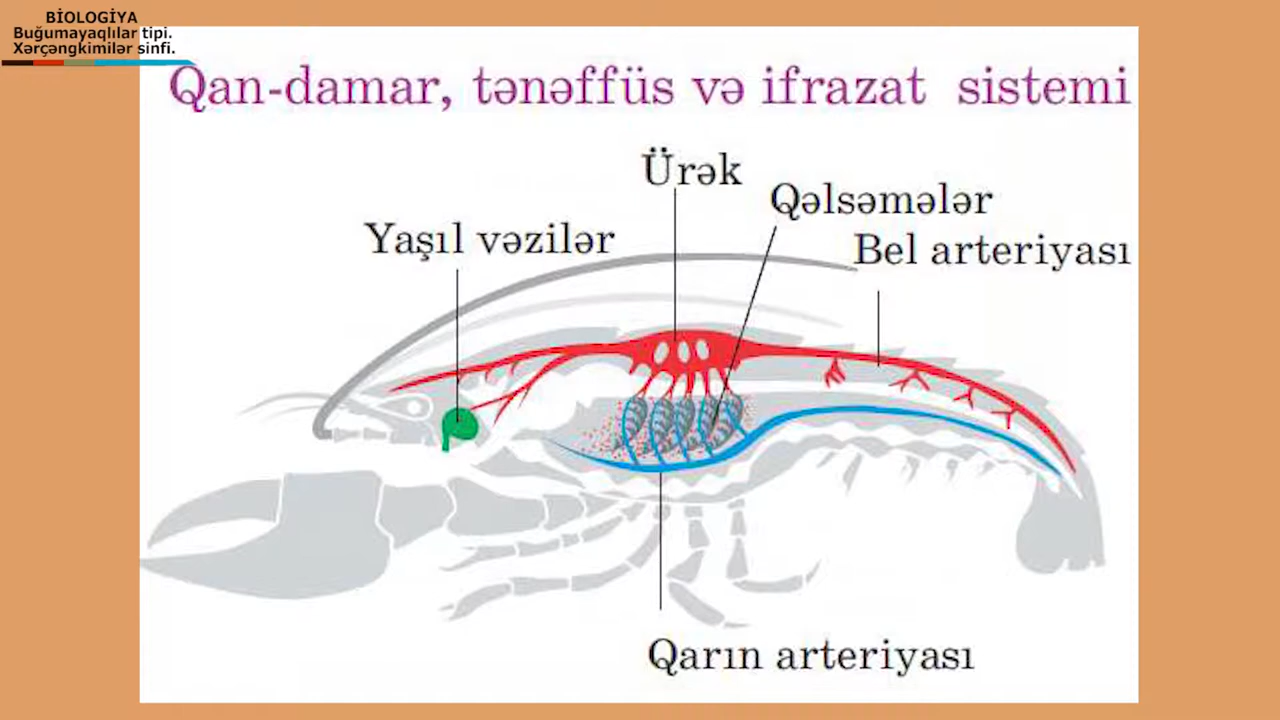 BİOLOGİYA
Buğumayaqlılar tipi.
Xərçəngkimilər sinfi.
Qan-damar, tənəffüs və ifrazat sistemi
Ürək
Qəlsəmələr
Yaşıl vəzilər
Bel arteriyası
Qarın arteriyası